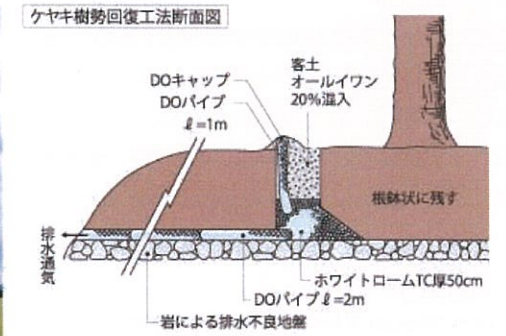 ケヤキ樹勢回復工法断面図
客土
オールイワン
20%混入
DOキャップ
DOパイプ
ℓ=1m
根鉢状に残す
排水通気
ホワイトロームTC厚50cm
DOパイプℓ=2m
岩による排水不良地盤